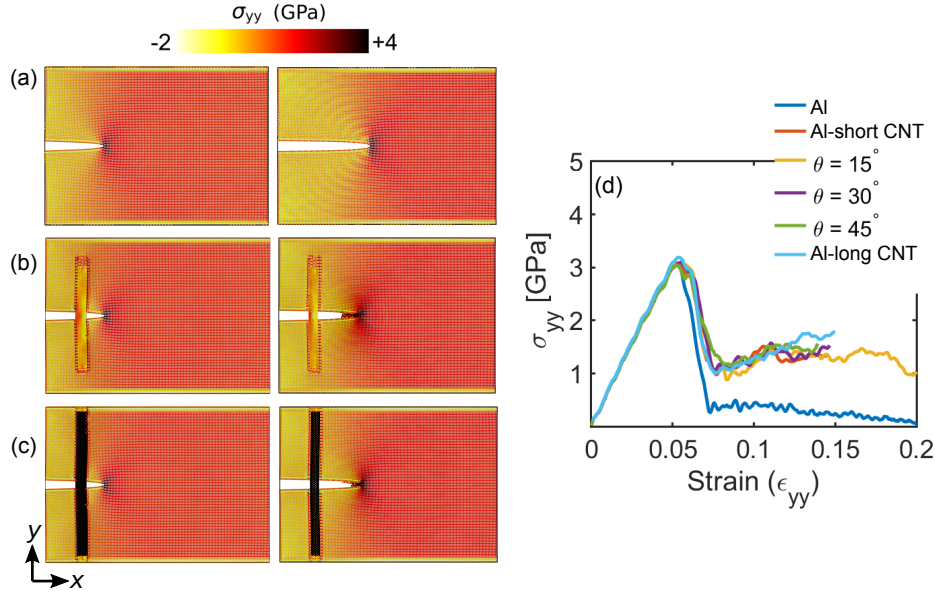 σyy (GPa)
-2 +4
(a)
(b)
(c)
y
x
Al
Al-short CNT
θ = 15°
θ = 30°
θ = 45°
Al-long CNT
(d)
5
4
3
2
1
σyy [GPa]
0 0.05 0.1 0.15 0.2
Strain (ϵyy)